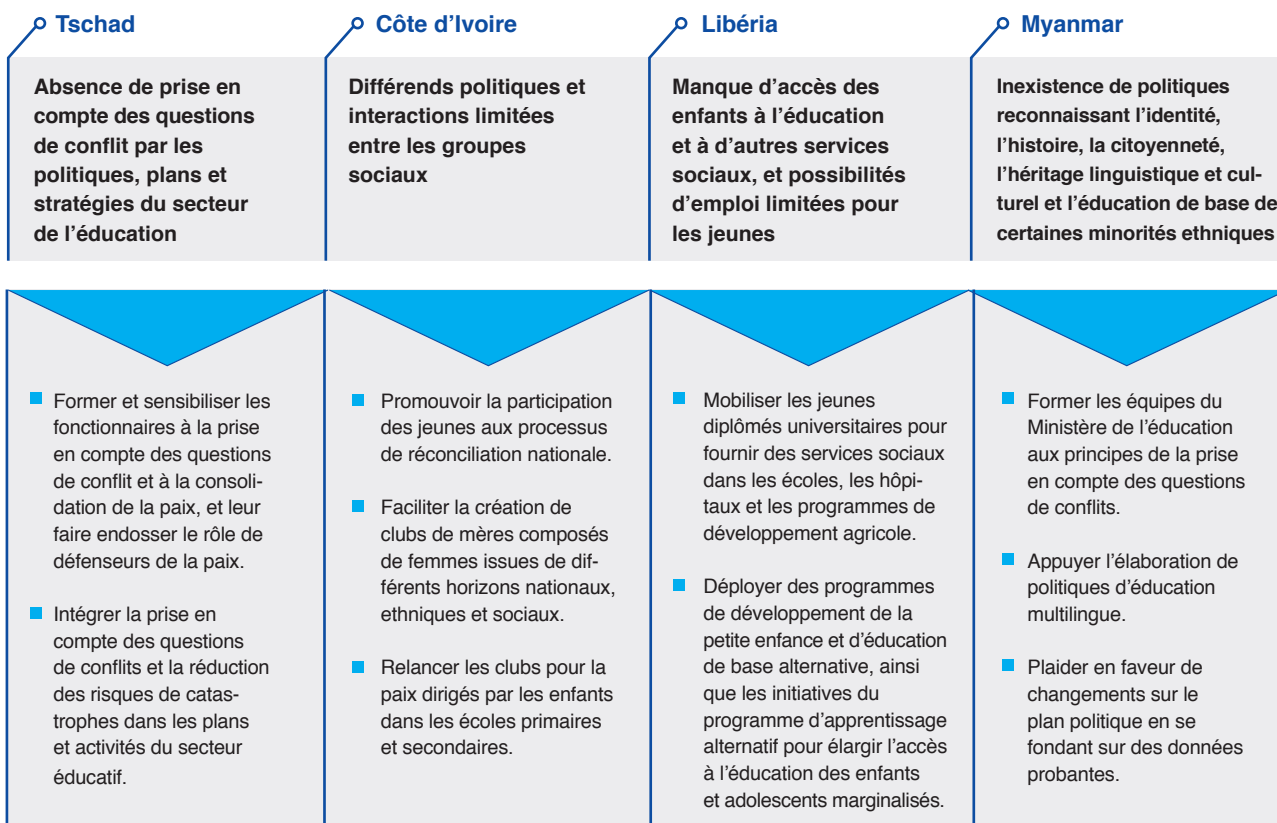 Tschad
Absence de prise en
compte des questions
de conflit par les
politiques, plans et
stratégies du secteur
de l'éducation
Former et sensibiliser les
fonctionnaires à la prise
en compte des questions
de conflit et à la consoli-
dation de la paix, et leur
faire endosser le rôle de
défenseurs de la paix.
Intégrer la prise en
compte des questions
de conflits et la réduction
des risques de catas-
trophes dans les plans
et activités du secteur
éducatif.
Côte d'Ivoire
Différends politiques et
interactions limitées
entre les groupes
sociaux
Promouvoir la participation
des jeunes aux processus
de réconciliation nationale.
Faciliter la création de
clubs de mères composés
de femmes issues de dif-
férents horizons nationaux,
ethniques et sociaux.
Relancer les clubs pour la
paix dirigés par les enfants
dans les écoles primaires
et secondaires.
Libéria
Manque d'accès des
enfants à l'éducation
et à d'autres services
sociaux, et possibilités
d'emploi limitées pour
les jeunes
Mobiliser les jeunes
diplômés universitaires pour
fournir des services sociaux
dans les écoles, les hôpi-
taux et les programmes de
développement agricole.
Déployer des programmes
de développement de la
petite enfance et d'éducation
de base alternative, ainsi
que les initiatives du
programme d'apprentissage
alternatif pour élargir l'accès
à l'éducation des enfants
et adolescents marginalisés.
Myanmar
Inexistence de politiques
reconnaissant l'identité,
l'histoire, la citoyenneté,
l'héritage linguistique et cul-
turel et l'éducation de base de
certaines minorités ethniques
Former les équipes du
Ministère de l'éducation
aux principes de la prise
en compte des questions
de conflits.
Appuyer l'élaboration de
politiques d'éducation
multilingue.
Plaider en faveur de
changements sur le
plan politique en se
fondant sur des données
probantes.